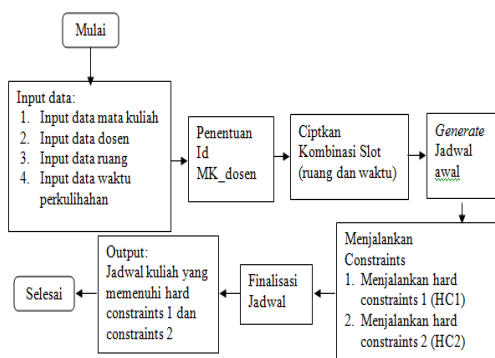 Mulai
Input data:
1. Input data mata kuliah
2. Input data dosen
3. Input data ruang
4. Input data waktu
perkulihahan
Penentuan
Id
MK_dosen
Ciptkan
Kombinasi Slot
(ruang dan waktu)
Generate
Jadwal
awal
Menjalankan
Constraints
1. Menjalankan hard
constraints 1 (HC1)
2. Menjalankan hard
constraints 2 (HC2)
Finalisasi
Jadwal
Output:
Jadwal kuliah yang
memenuhi hard
constraints 1 dan
constraints 2
Selesai